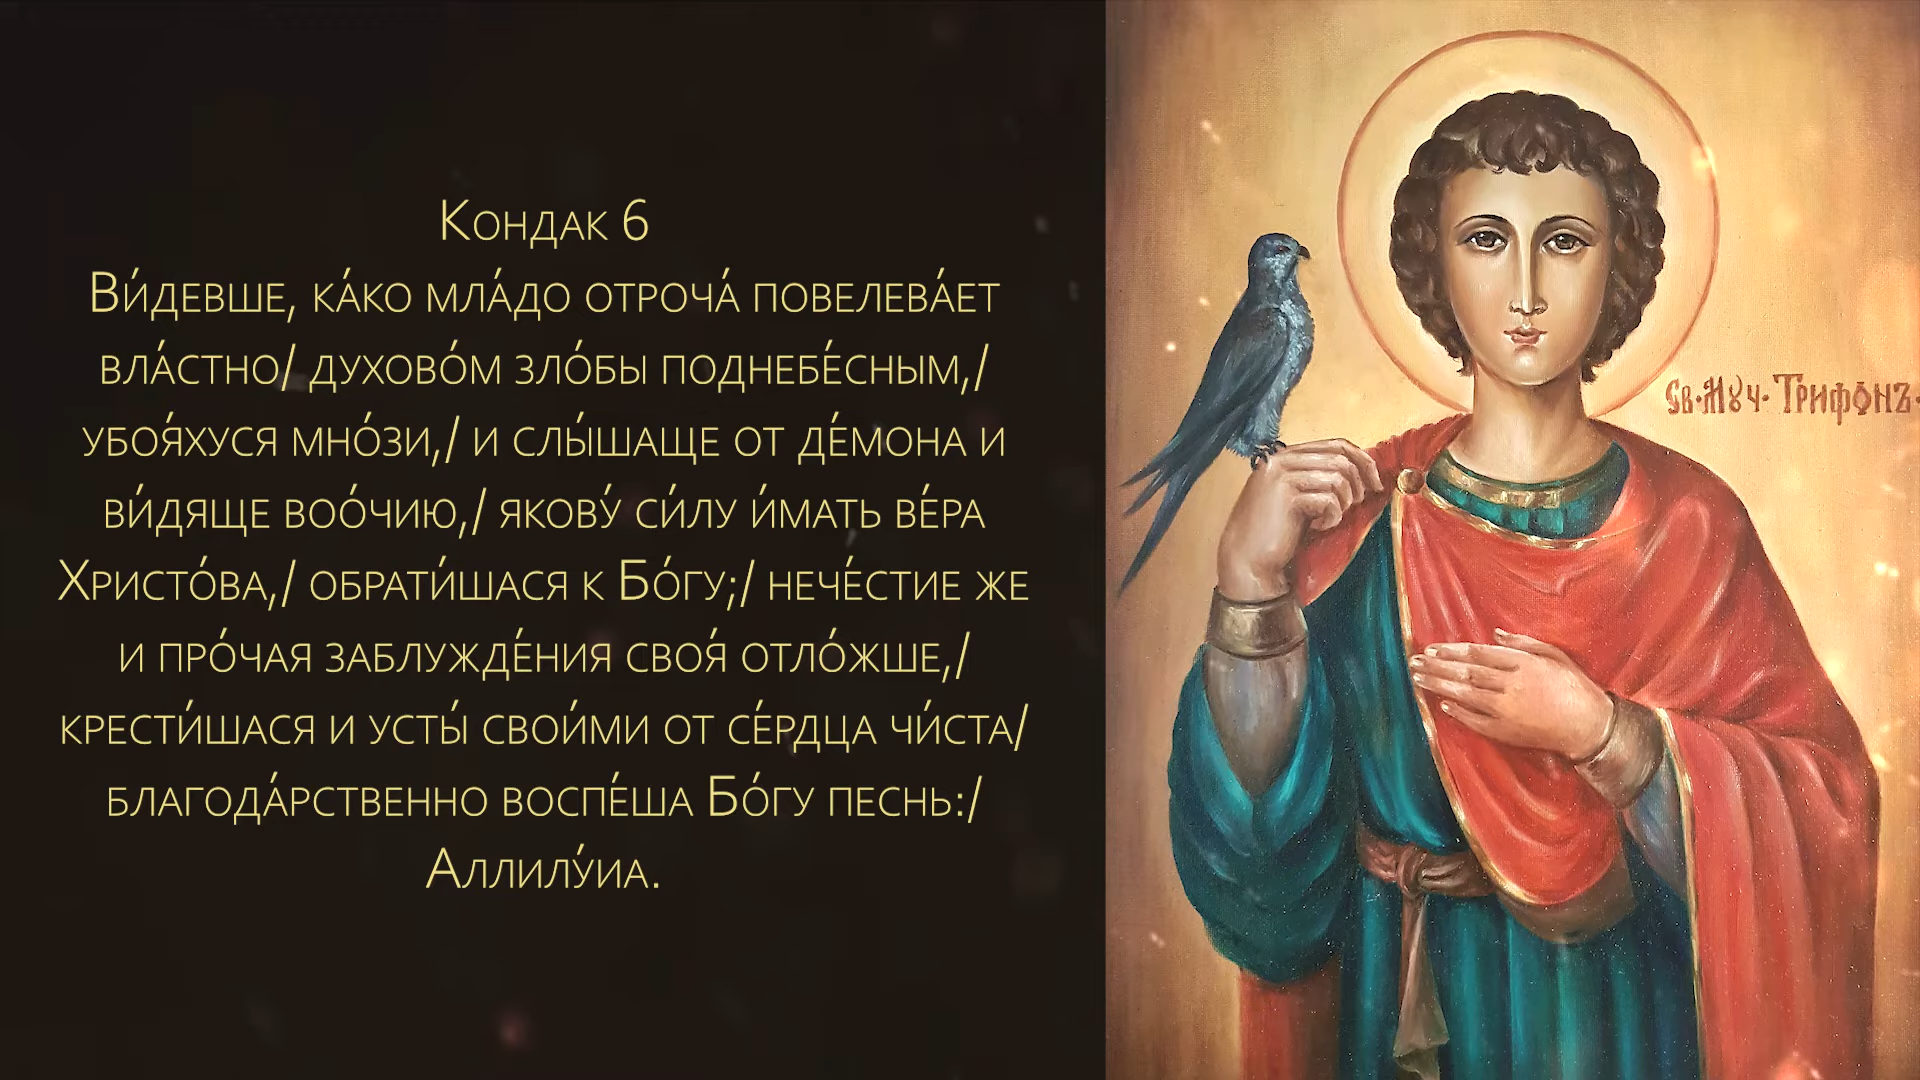 Кондак 6
Ви́девше, ка́ко мла́до отроча́ повелева́ет
вла́стно/ духово́м зло́бы поднебе́сным,/
убоя́хуся мно́зи,/ и слы́шаще от де́мона и
ви́дяще воо́чию,/ якову́ си́лу и́мать ве́ра
Христо́ва,/ обрати́шася к Бо́гу;/ нече́стие же
и про́чая заблужде́ния своя́ отло́жше,/
крести́шася и усты́ свои́ми от се́рдца чи́ста/
благода́рственно воспе́ша Бо́гу песнь:/
Аллилу́иа.
Св·Мꙋч·Трифонъ·